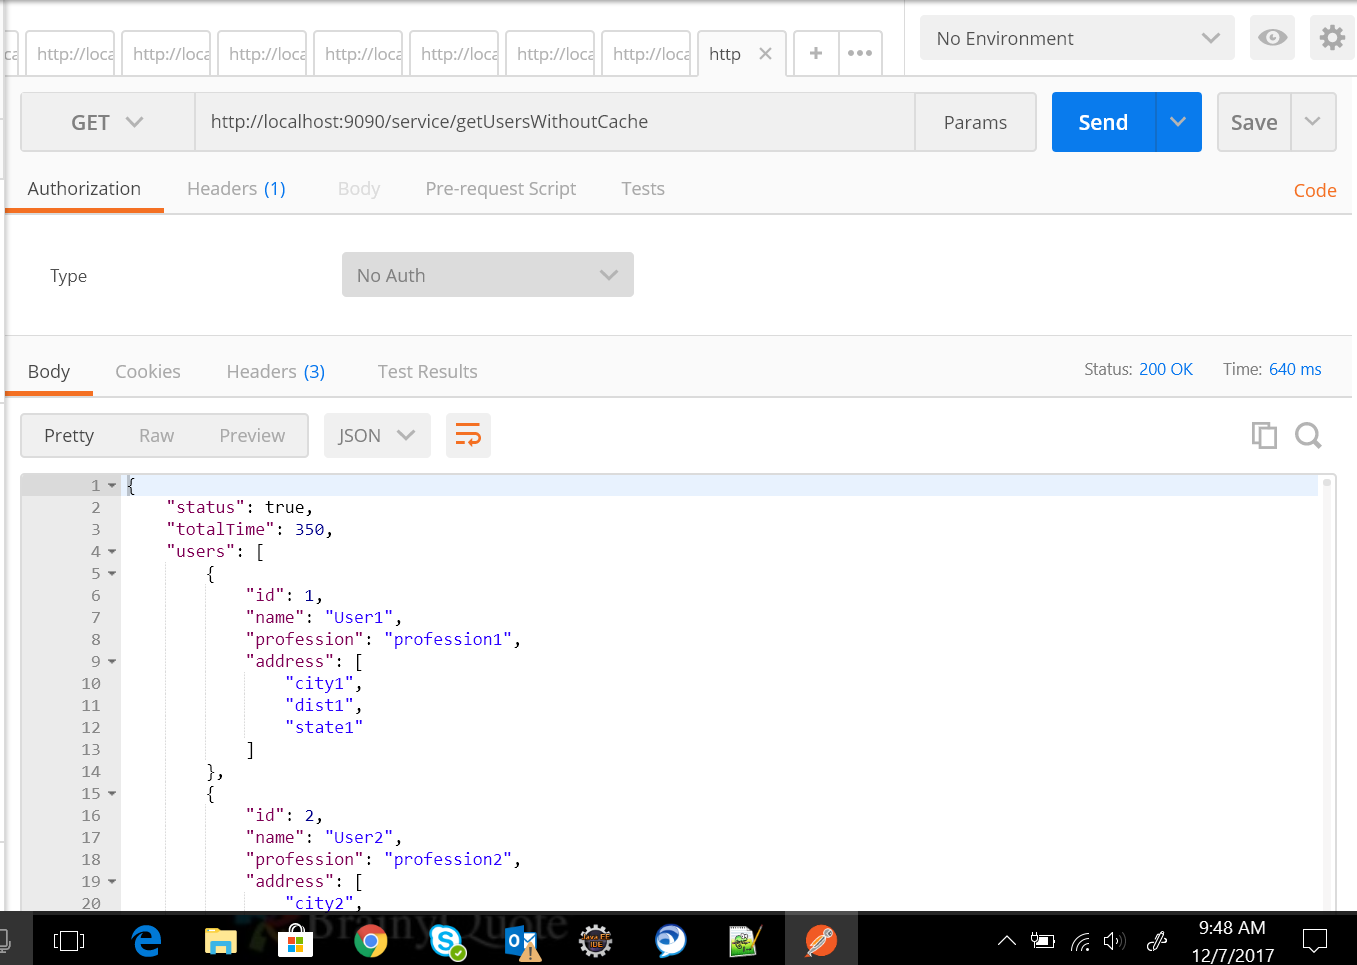 http://loca http://loca http://loca http://loca http://loca http://loca http://loca http No Environment
GET http://localhost:9090/service/getUsersWithoutCache Params Send Save
Authorization Headers (1) Body Pre-request Script Tests Code
Type No Auth
Body Cookies Headers (3) Test Results Status: 200 OK Time: 640 ms
Pretty Raw Preview JSON
1 {
2 "status": true,
3 "totalTime": 350,
4 "users": [
5 {
6 "id": 1,
7 "name": "User1",
8 "profession": "profession1",
9 "address": [
10 "city1",
11 "dist1",
12 "state1"
13 ]
14 },
15 {
16 "id": 2,
17 "name": "User2",
18 "profession": "profession2",
19 "address": [
20 "city2",
BrainyQuote
Java EE
IDE
9:48 AM
12/7/2017